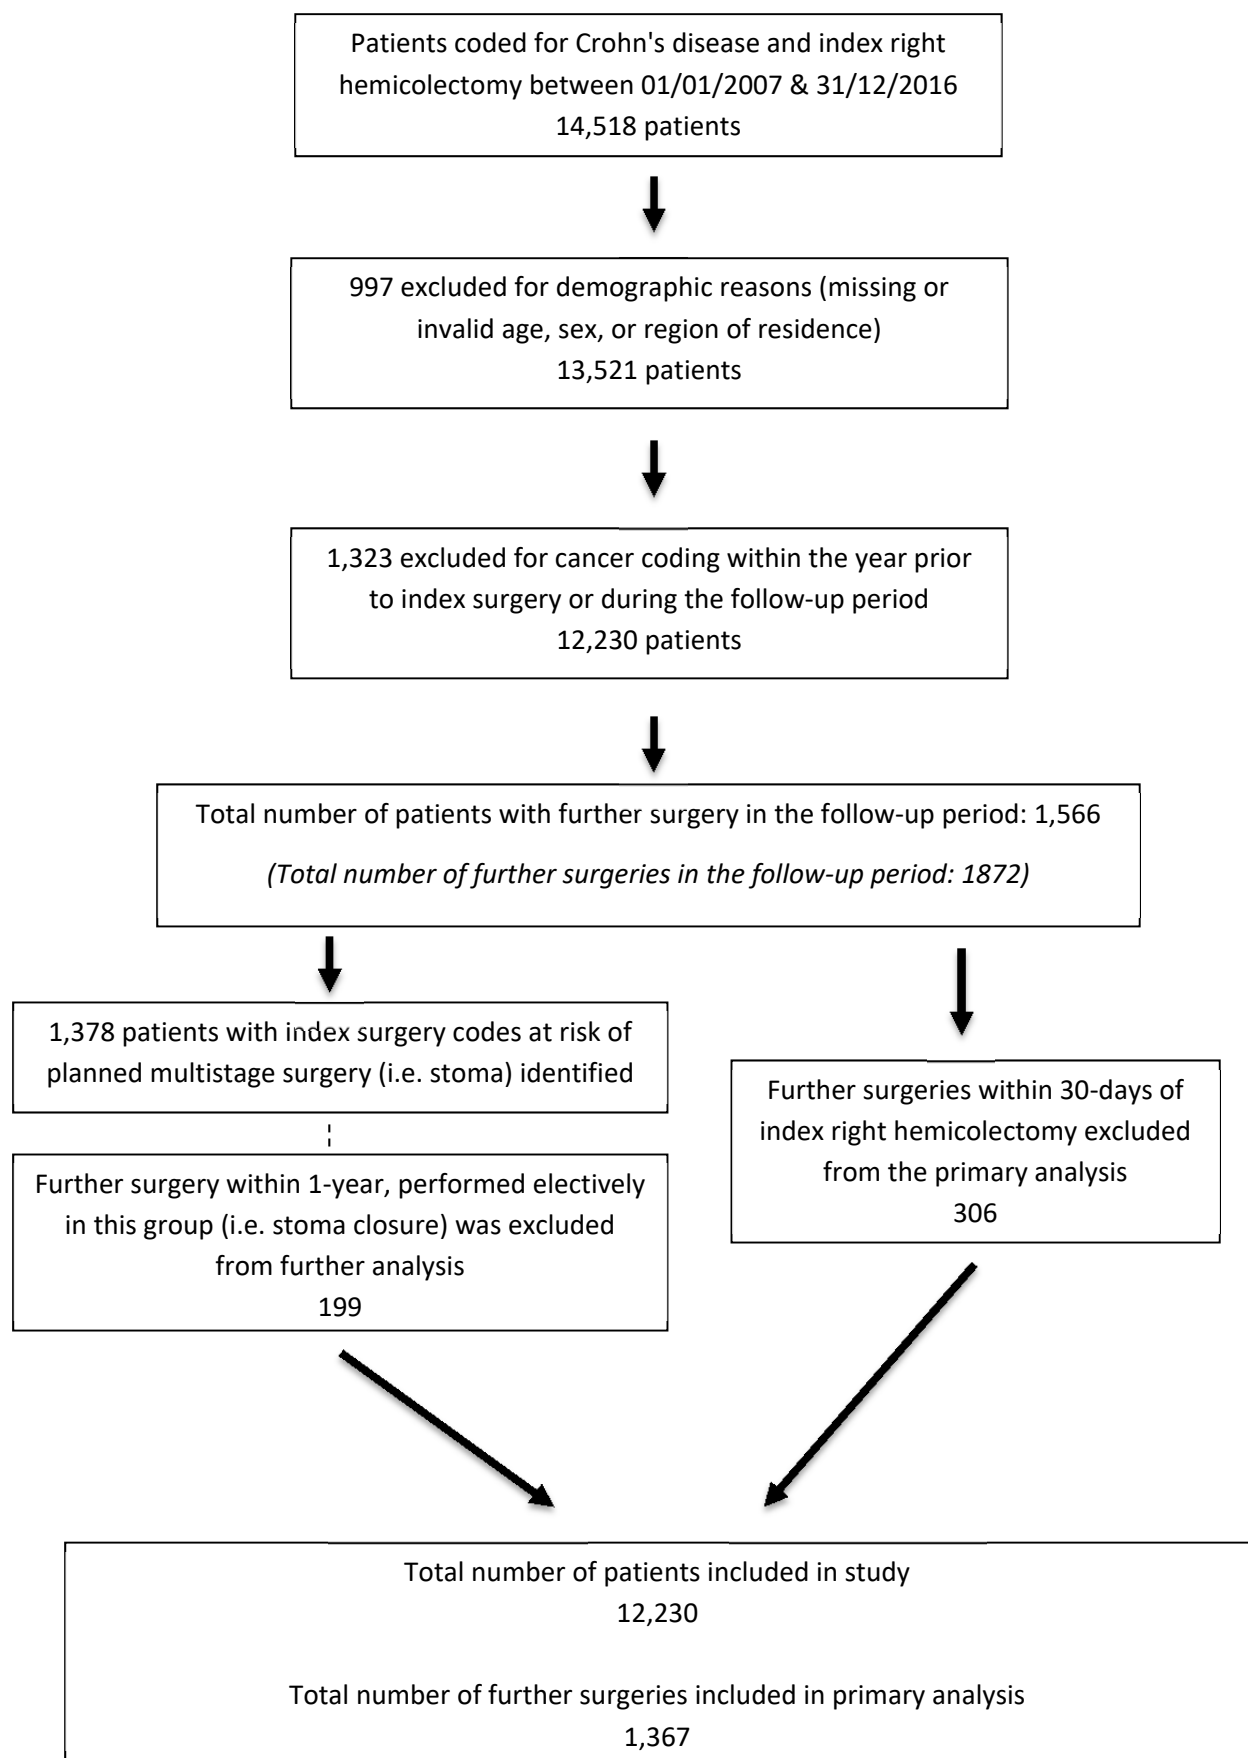 Patients coded for Crohn's disease and index right
hemicolectomy between 01/01/2007 & 31/12/2016
14,518 patients
997 excluded for demographic reasons (missing or
invalid age, sex, or region of residence)
13,521 patients
1,323 excluded for cancer coding within the year prior
to index surgery or during the follow-up period
12,230 patients
Total number of patients with further surgery in the follow-up period: 1,566
(Total number of further surgeries in the follow-up period: 1872)
1,378 patients with index surgery codes at risk of
planned multistage surgery (i.e. stoma) identified
Further surgery within 1-year, performed electively
in this group (i.e. stoma closure) was excluded
from further analysis
199
Further surgeries within 30-days of
index right hemicolectomy excluded
from the primary analysis
306
Total number of patients included in study
12,230
Total number of further surgeries included in primary analysis
1,367